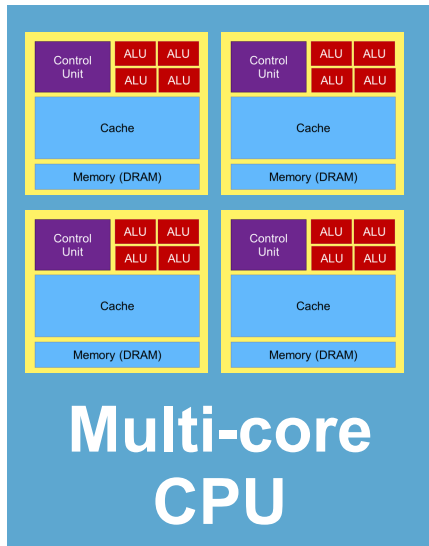 Control Unit
ALU ALU
ALU ALU
Cache
Memory (DRAM)
Control Unit
ALU ALU
ALU ALU
Cache
Memory (DRAM)
Control Unit
ALU ALU
ALU ALU
Cache
Memory (DRAM)
Control Unit
ALU ALU
ALU ALU
Cache
Memory (DRAM)
Multi-core
CPU